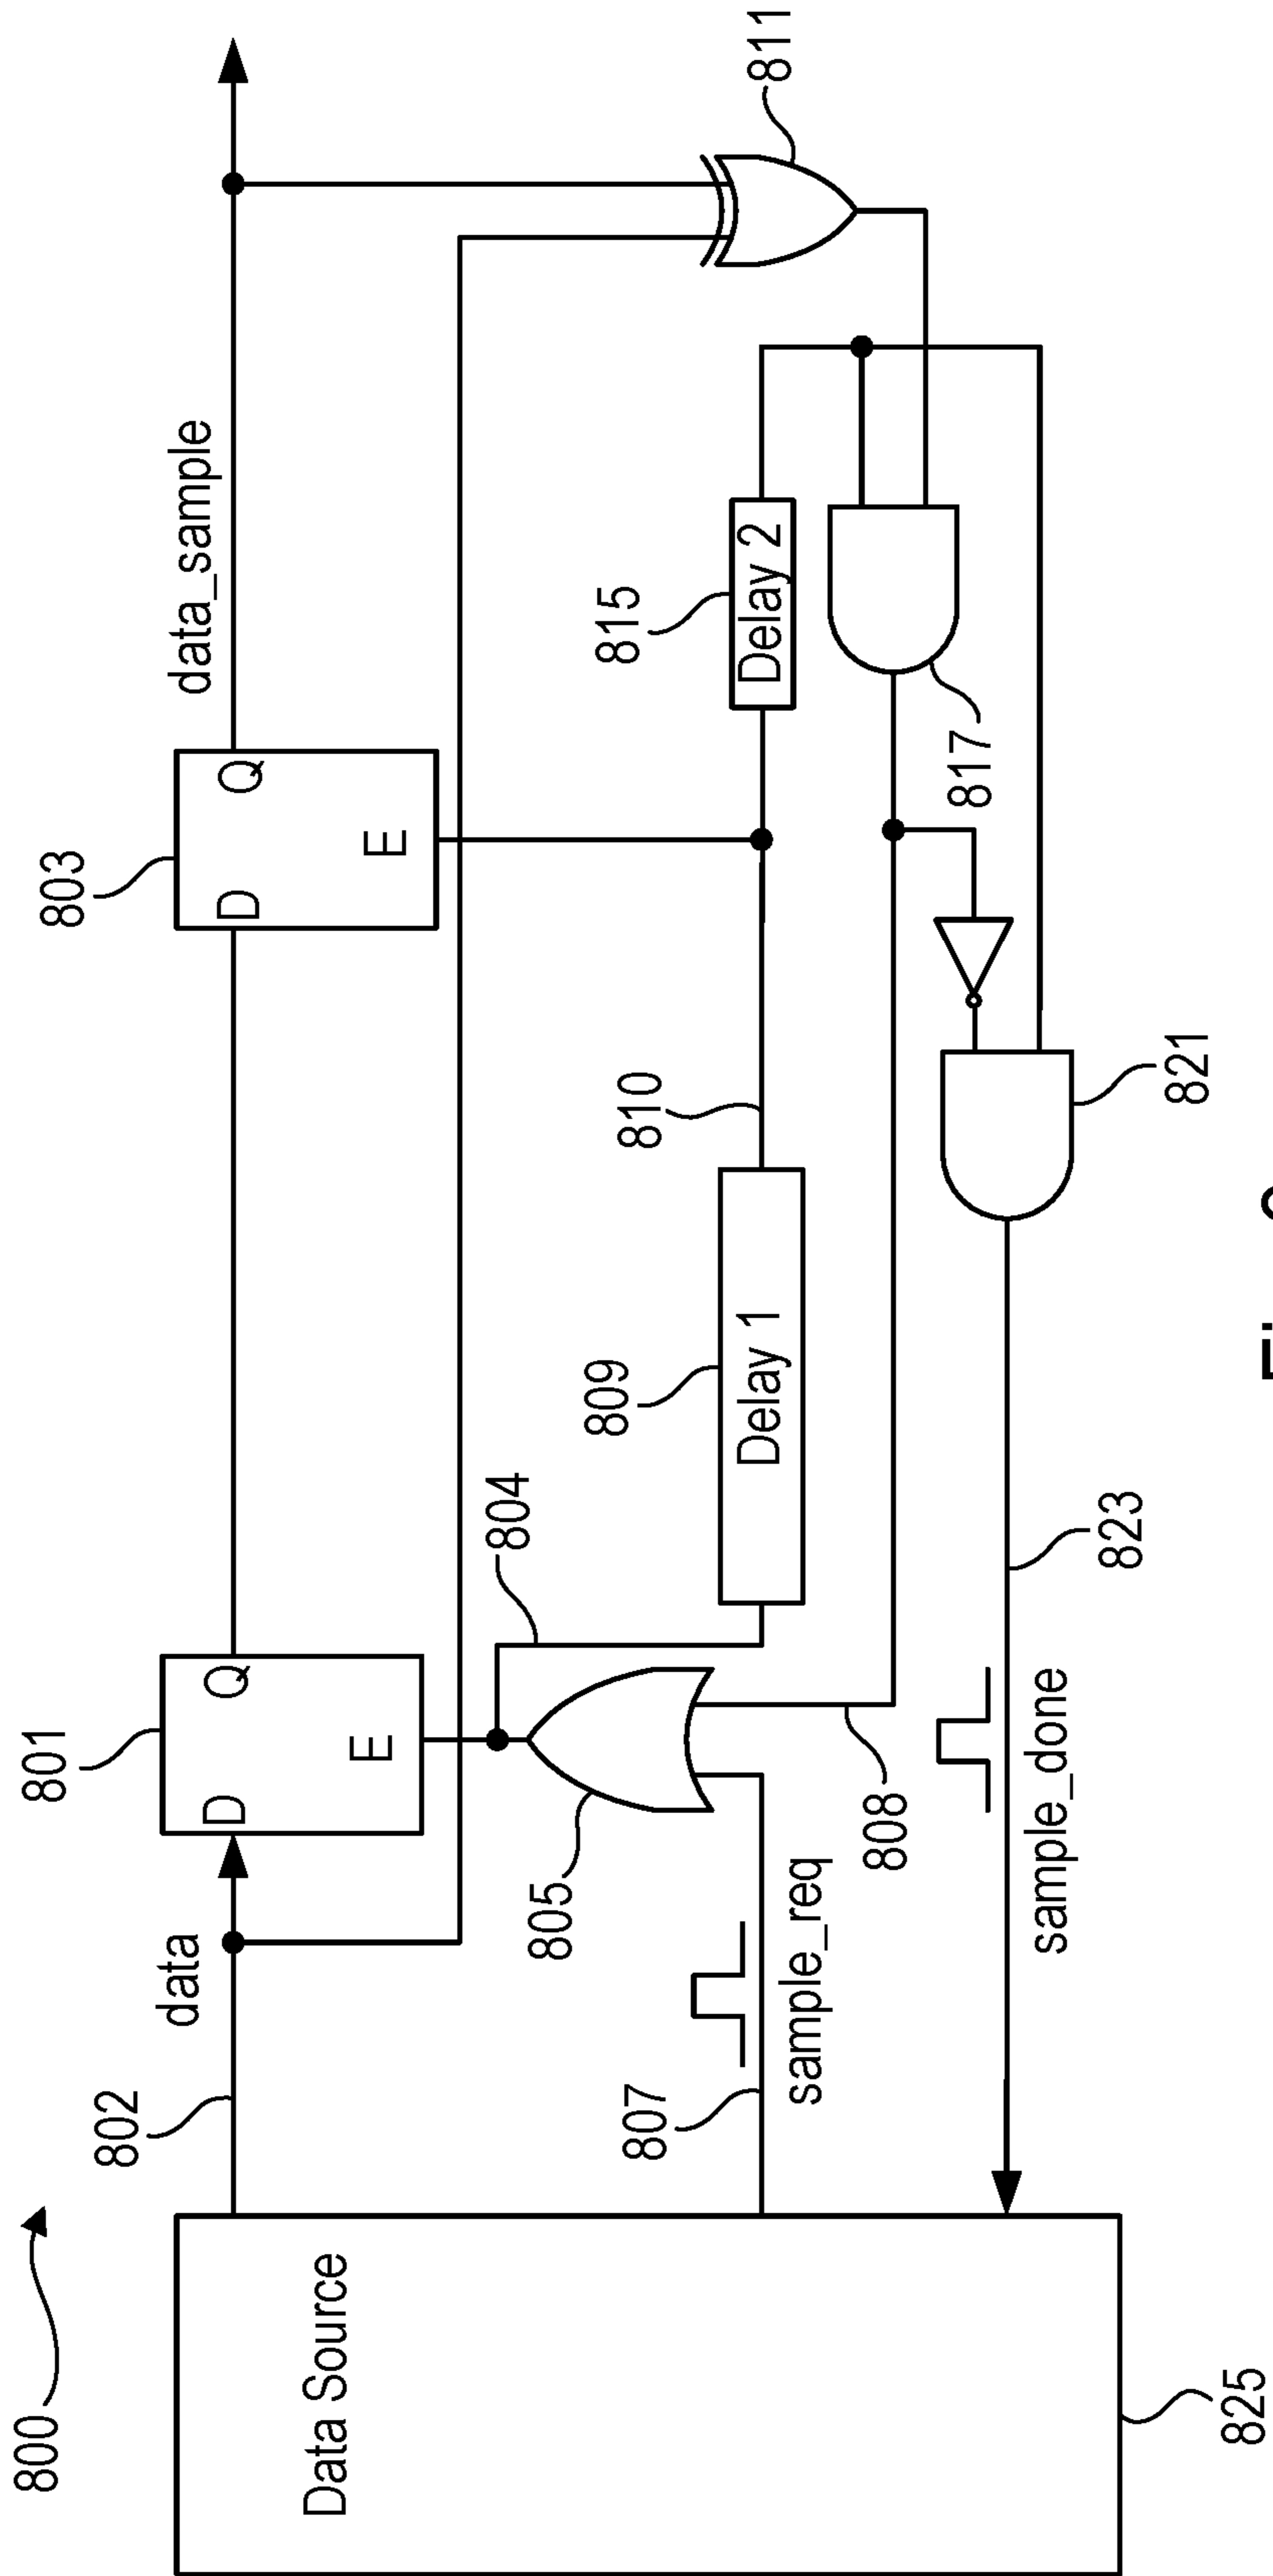 800
802
data
801
D
Q
E
803
D
Q
E
data_sample
804
805
807
sample_req
808
809
Delay 1
810
815
Delay 2
811
817
821
823
sample_done
Data Source
825